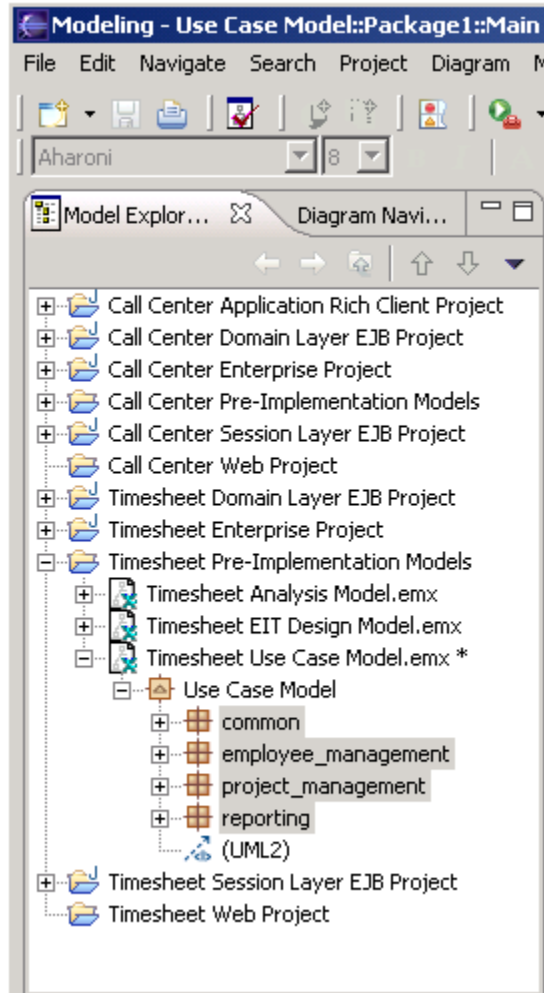 Modeling - Use Case Model::Package1::Main
File Edit Navigate Search Project Diagram
Aharoni 8
Model Explor... Diagram Navi...
Call Center Application Rich Client Project
Call Center Domain Layer EJB Project
Call Center Enterprise Project
Call Center Pre-Implementation Models
Call Center Session Layer EJB Project
Call Center Web Project
Timesheet Domain Layer EJB Project
Timesheet Enterprise Project
Timesheet Pre-Implementation Models
Timesheet Analysis Model.emx
Timesheet EIT Design Model.emx
Timesheet Use Case Model.emx *
Use Case Model
common
employee_management
project_management
reporting
(UML2)
Timesheet Session Layer EJB Project
Timesheet Web Project